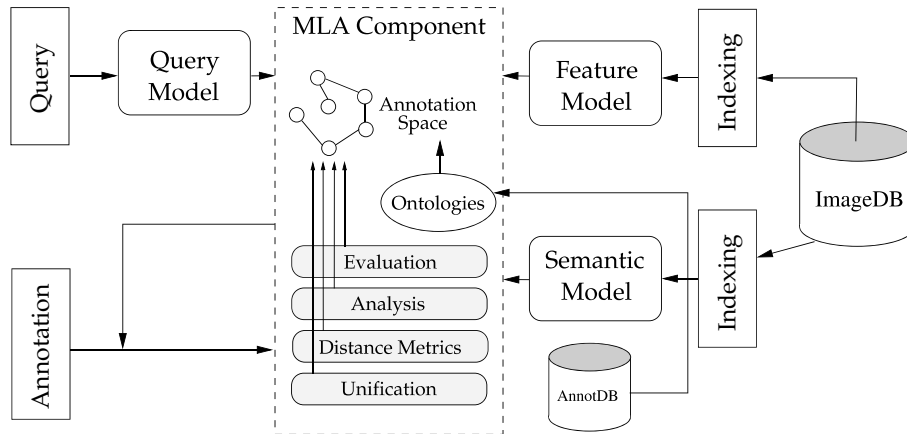 MLA Component
Query
Query
Model
Annotation
Space
Feature
Model
Indexing
ImageDB
Ontologies
Annotation
Evaluation
Analysis
Distance Metrics
Unification
Semantic
Model
Indexing
AnnotDB